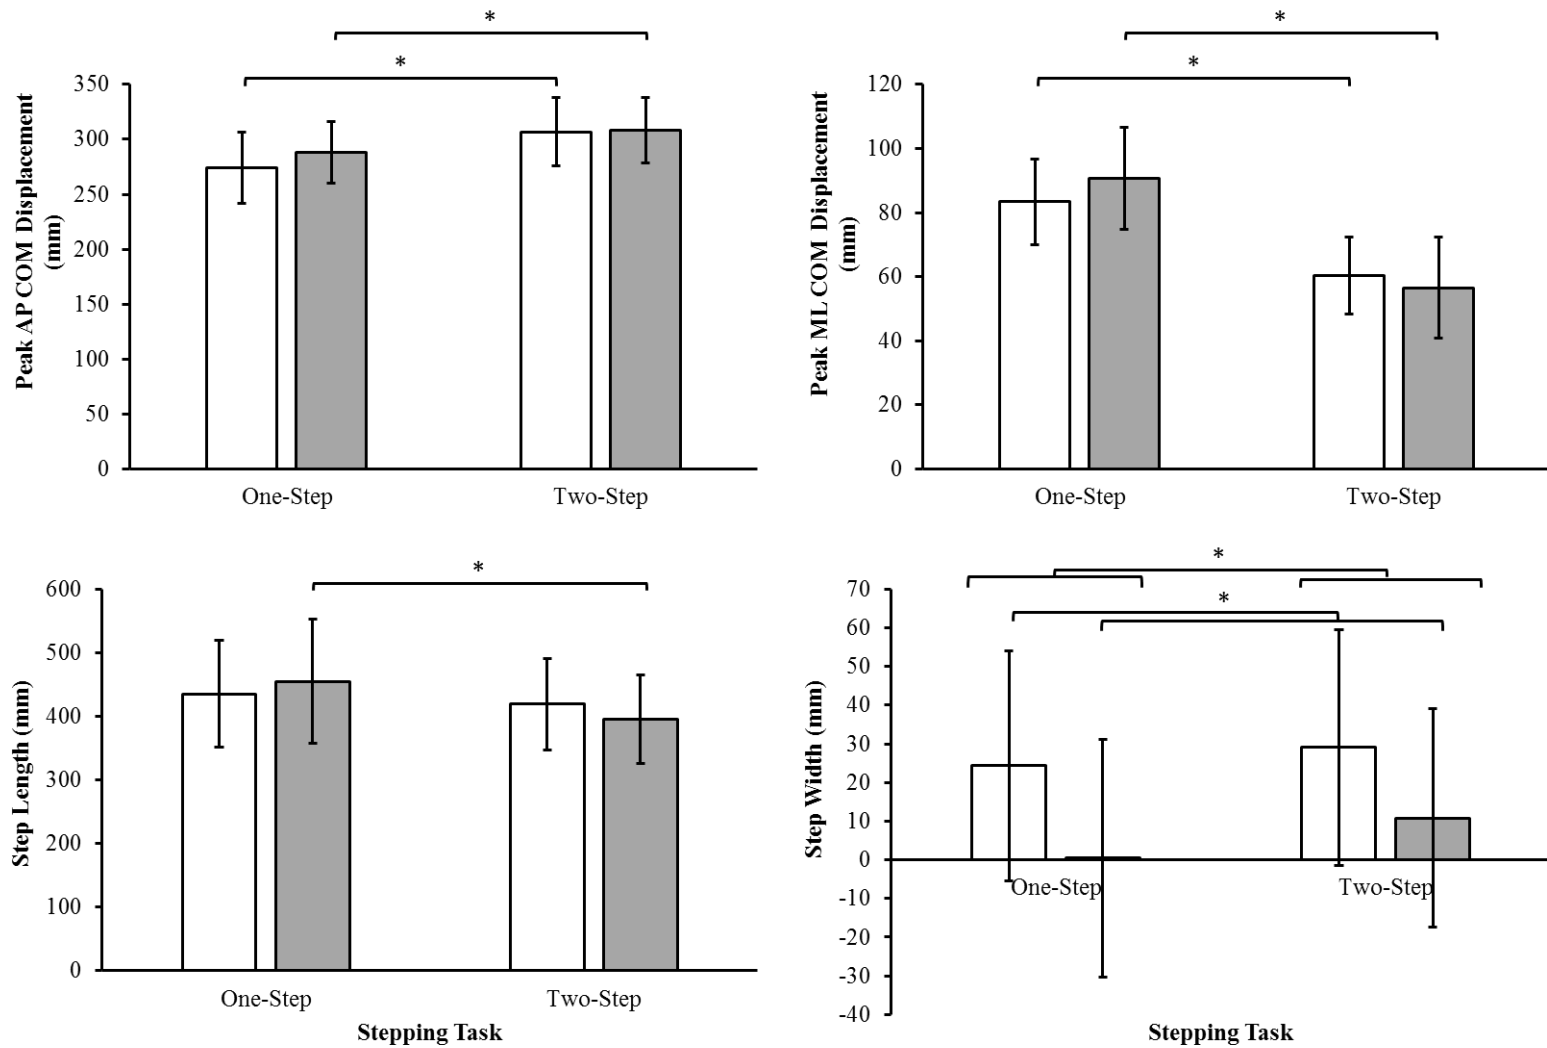 *
*
Peak AP COM Displacement
(mm)
350
300
250
200
150
100
50
0
One-Step
Two-Step
*
*
Peak ML COM Displacement
(mm)
120
100
80
60
40
20
0
One-Step
Two-Step
*
Step Length (mm)
600
500
400
300
200
100
0
One-Step
Two-Step
Stepping Task
*
*
Step Width (mm)
70
60
50
40
30
20
10
0
-10
-20
-30
-40
One-Step
Two-Step
Stepping Task